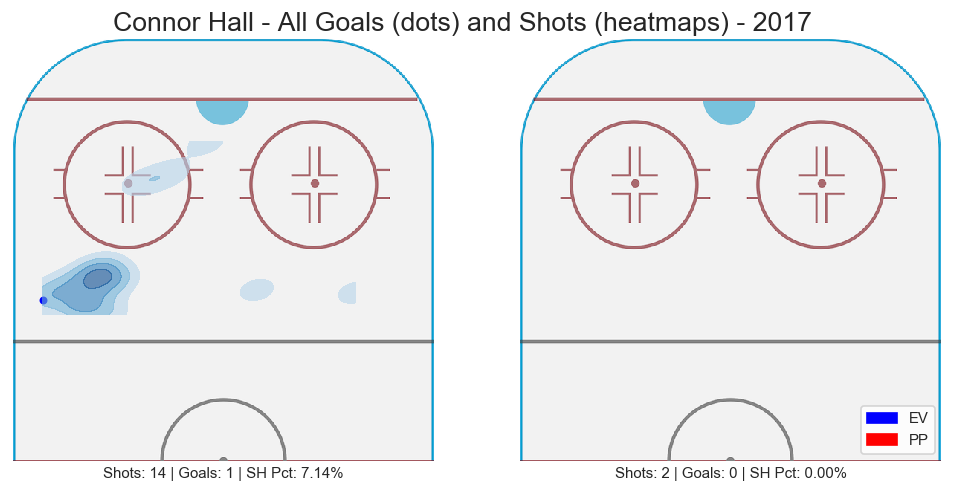 Connor Hall - All Goals (dots) and Shots (heatmaps) - 2017
EV
PP
Shots: 14 | Goals: 1 | SH Pct: 7.14%
Shots: 2 | Goals: 0 | SH Pct: 0.00%